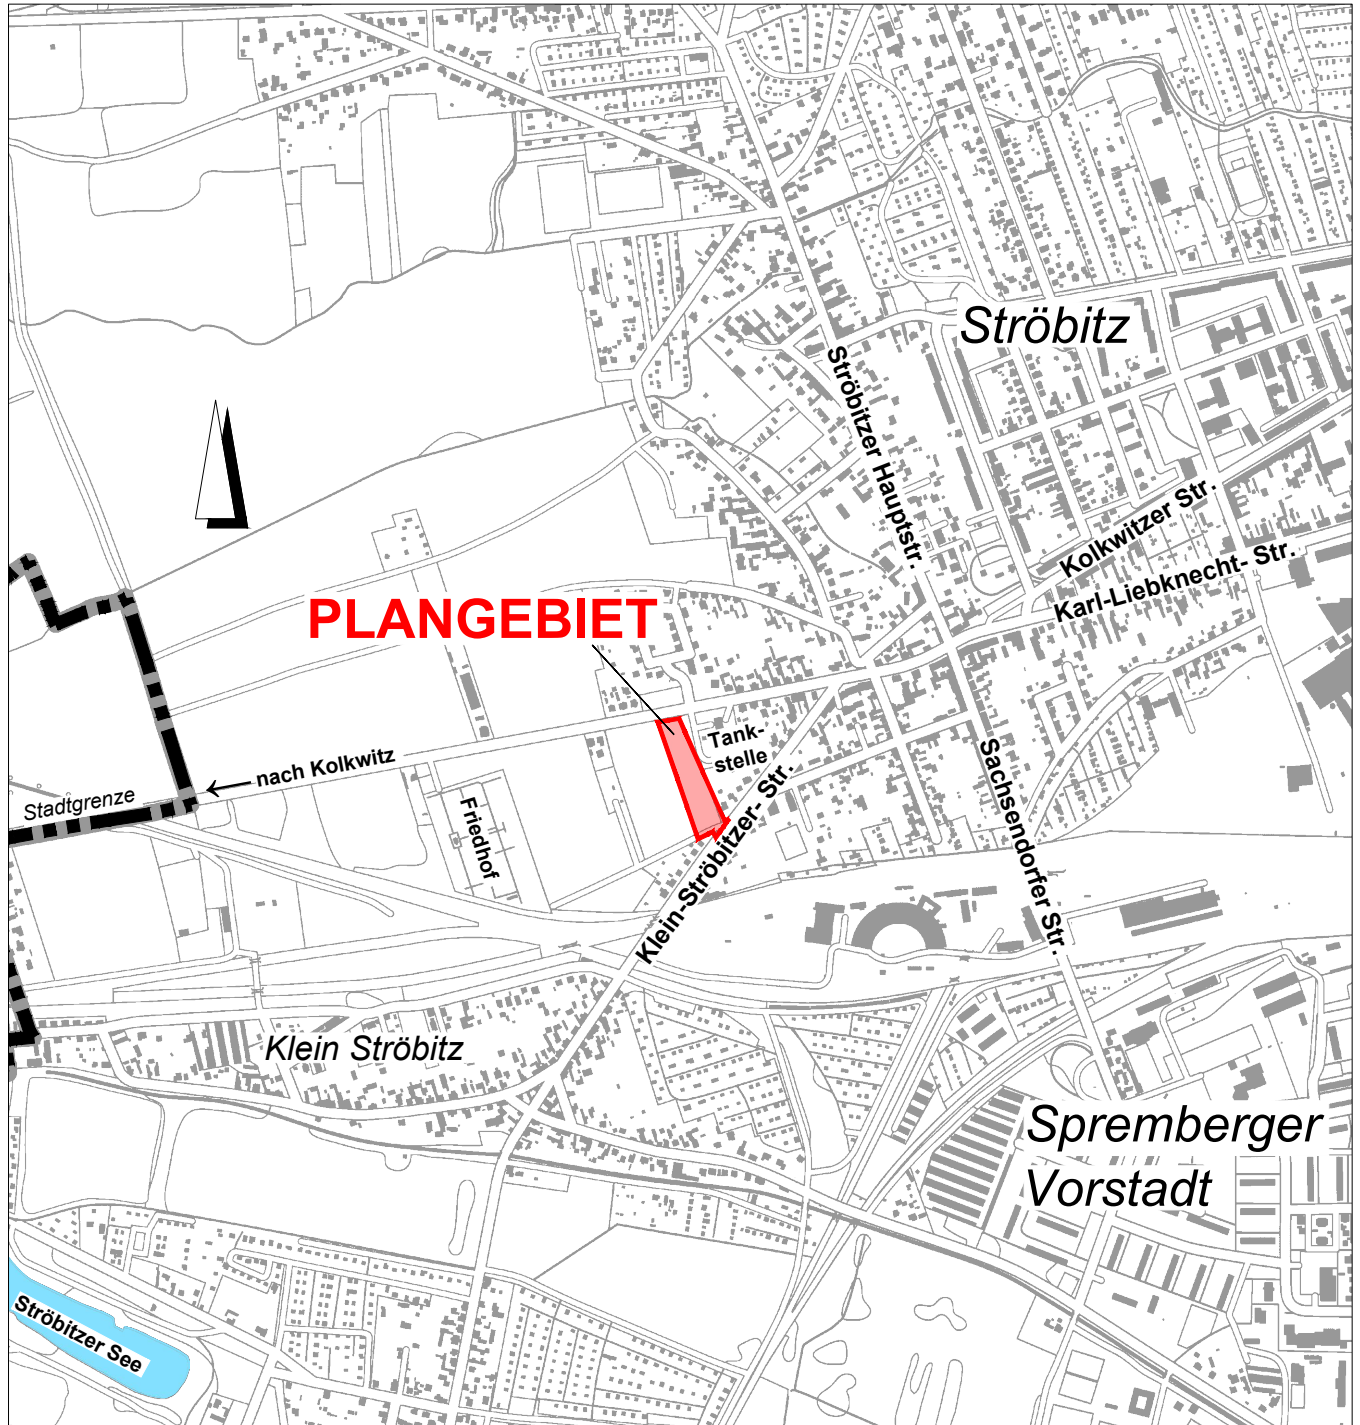 Ströbitz
Ströbitzer Hauptstr.
Kolkwitzer Str.
Karl-Liebknecht- Str.
PLANGEBIET
Tank-
stelle
nach Kolkwitz
Stadtgrenze
Friedhof
Klein-Ströbitzer- Str.
Sachsendorfer Str.
Klein Ströbitz
Spremberger
Vorstadt
Ströbitzer See